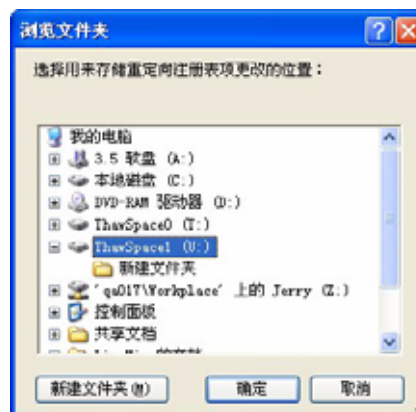 浏览文件夹
选择用来存储重定向注册表项更改的位置：
我的电脑
3.5 软盘 (A:)
本地磁盘 (C:)
DVD-RAM 驱动器 (D:)
ThawSpace0 (T:)
ThawSpace1 (U:)
新建文件夹
'qa017\Workplace' 上的 Jerry (Z:)
控制面板
共享文档
新建文件夹(M)
确定
取消